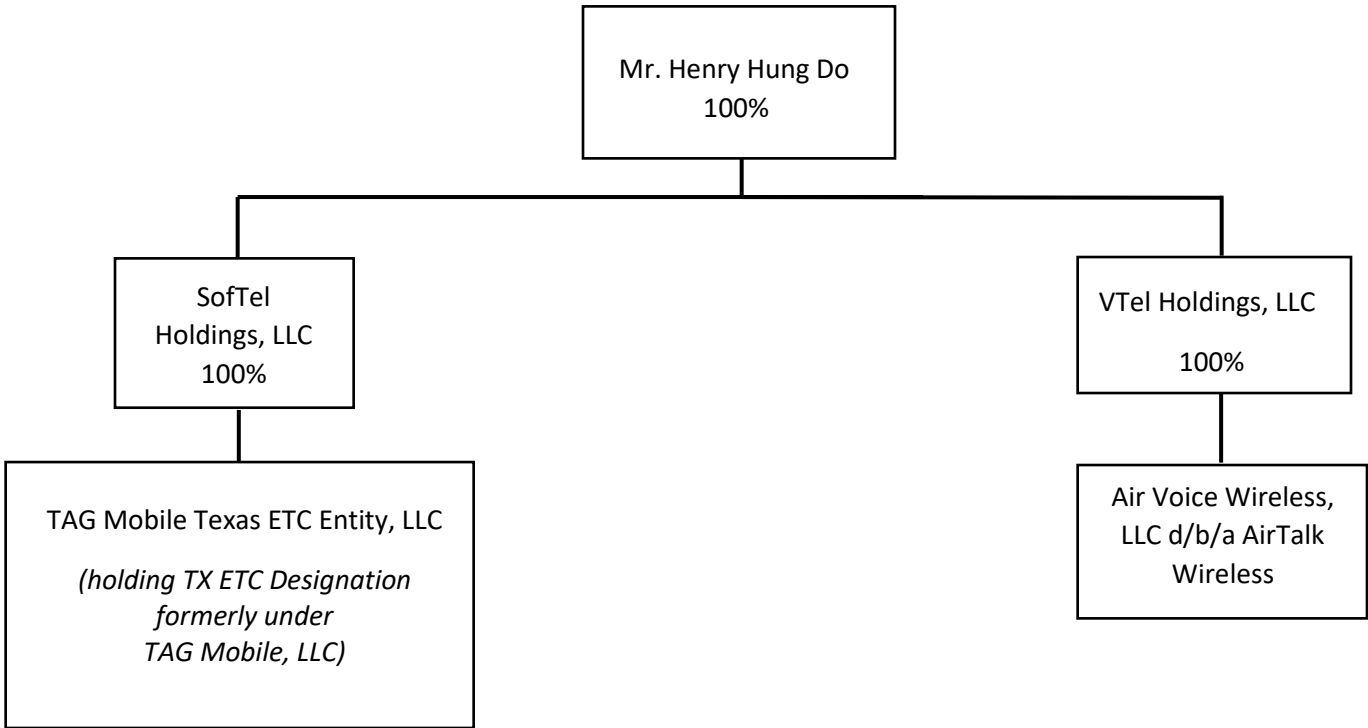 Mr. Henry Hung Do
100%
SofTel
Holdings, LLC
100%
VTel Holdings, LLC
100%
TAG Mobile Texas ETC Entity, LLC
(holding TX ETC Designation
formerly under
TAG Mobile, LLC)
Air Voice Wireless,
LLC d/b/a AirTalk
Wireless